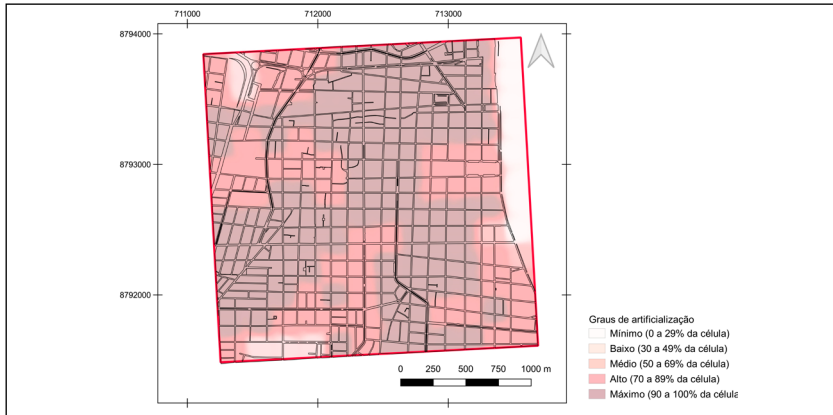 711000 712000 713000
8794000
8793000
8792000
Graus de artificialização
Mínimo (0 a 29% da célula)
Baixo (30 a 49% da célula)
Médio (50 a 69% da célula)
Alto (70 a 89% da célula)
Máximo (90 a 100% da célula
0 250 500 750 1000 m